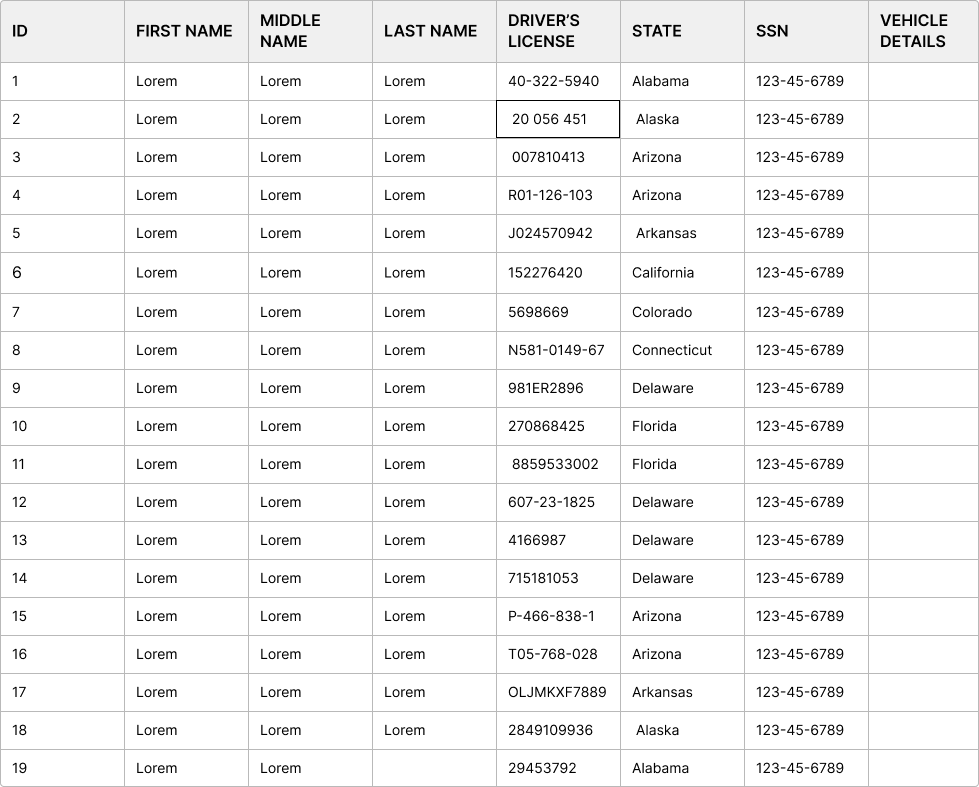 ID FIRST NAME MIDDLE NAME LAST NAME DRIVER’S LICENSE STATE SSN VEHICLE DETAILS
1 Lorem Lorem Lorem 40-322-5940 Alabama 123-45-6789
2 Lorem Lorem Lorem 20 056 451 Alaska 123-45-6789
3 Lorem Lorem Lorem 007810413 Arizona 123-45-6789
4 Lorem Lorem Lorem R01-126-103 Arizona 123-45-6789
5 Lorem Lorem Lorem J024570942 Arkansas 123-45-6789
6 Lorem Lorem Lorem 152276420 California 123-45-6789
7 Lorem Lorem Lorem 5698669 Colorado 123-45-6789
8 Lorem Lorem Lorem N581-0149-67 Connecticut 123-45-6789
9 Lorem Lorem Lorem 981ER2896 Delaware 123-45-6789
10 Lorem Lorem Lorem 270868425 Florida 123-45-6789
11 Lorem Lorem Lorem 8859533002 Florida 123-45-6789
12 Lorem Lorem Lorem 607-23-1825 Delaware 123-45-6789
13 Lorem Lorem Lorem 4166987 Delaware 123-45-6789
14 Lorem Lorem Lorem 715181053 Delaware 123-45-6789
15 Lorem Lorem Lorem P-466-838-1 Arizona 123-45-6789
16 Lorem Lorem Lorem T05-768-028 Arizona 123-45-6789
17 Lorem Lorem Lorem OLJMKXF7889 Arkansas 123-45-6789
18 Lorem Lorem Lorem 2849109936 Alaska 123-45-6789
19 Lorem Lorem 29453792 Alabama 123-45-6789